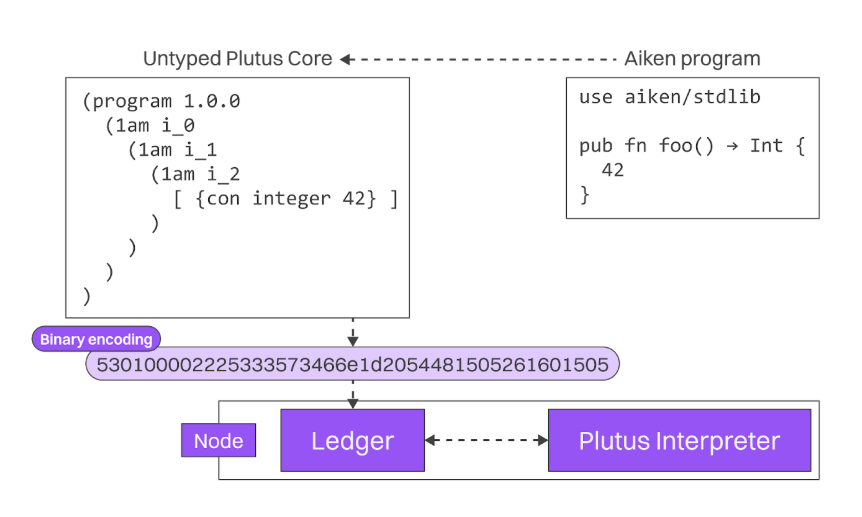 Untyped Plutus Core
Aiken program
(program 1.0.0
(1am i_0
(1am i_1
(1am i_2
[ {con integer 42} ]
)
)
)
)
use aiken/stdlib
pub fn foo() → Int {
42
}
Binary encoding
5301000022253335734​66e1d2054481505261601505
Node
Ledger
Plutus Interpreter